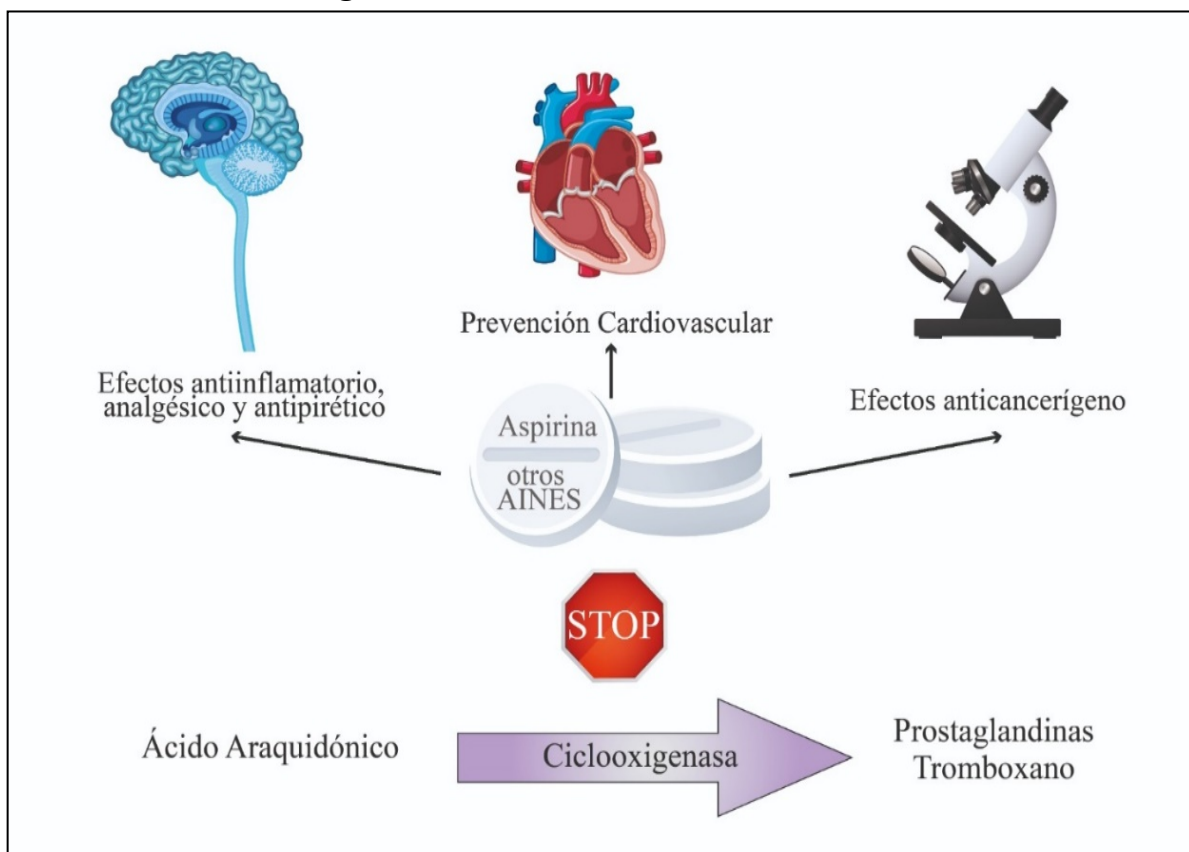 Prevención Cardiovascular
Efectos antiinflamatorio,
analgésico y antipirético
Efectos anticancerígeno
Aspirina
otros
AINES
STOP
Ácido Araquidónico
Ciclooxigenasa
Prostaglandinas
Tromboxano